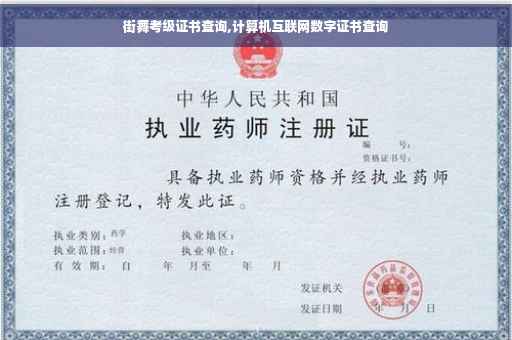 街舞考级证书查询,计算机互联网数字证书查询
中华人民共和国
执业药师注册证
编 号:
资格证书号:
具备执业药师资格并经执业药师
注册登记，特发此证。
执业类别: 药学 执业地区:
执业范围: 经营 执业单位:
有效期: 自 年 月至 年 月
发证机关
发证日期 年 月 日